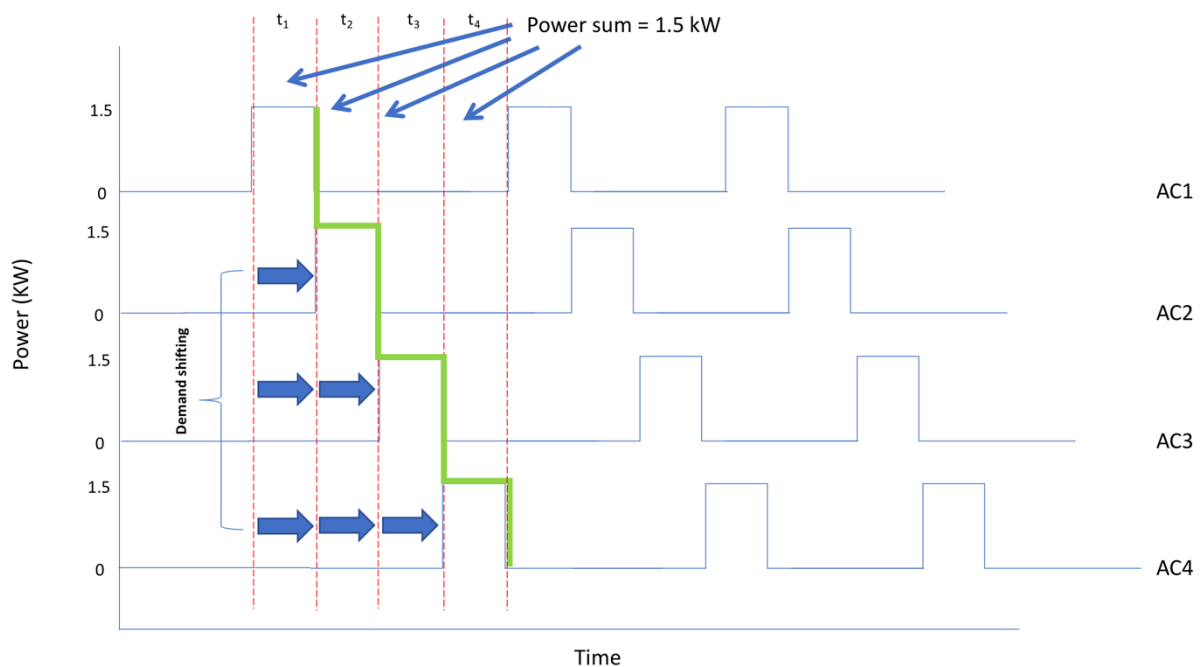 t1 t2 t3 t4
Power sum = 1.5 kW
1.5
0
AC1
1.5
0
AC2
1.5
0
AC3
1.5
0
AC4
Power (KW)
Demand shifting
Time